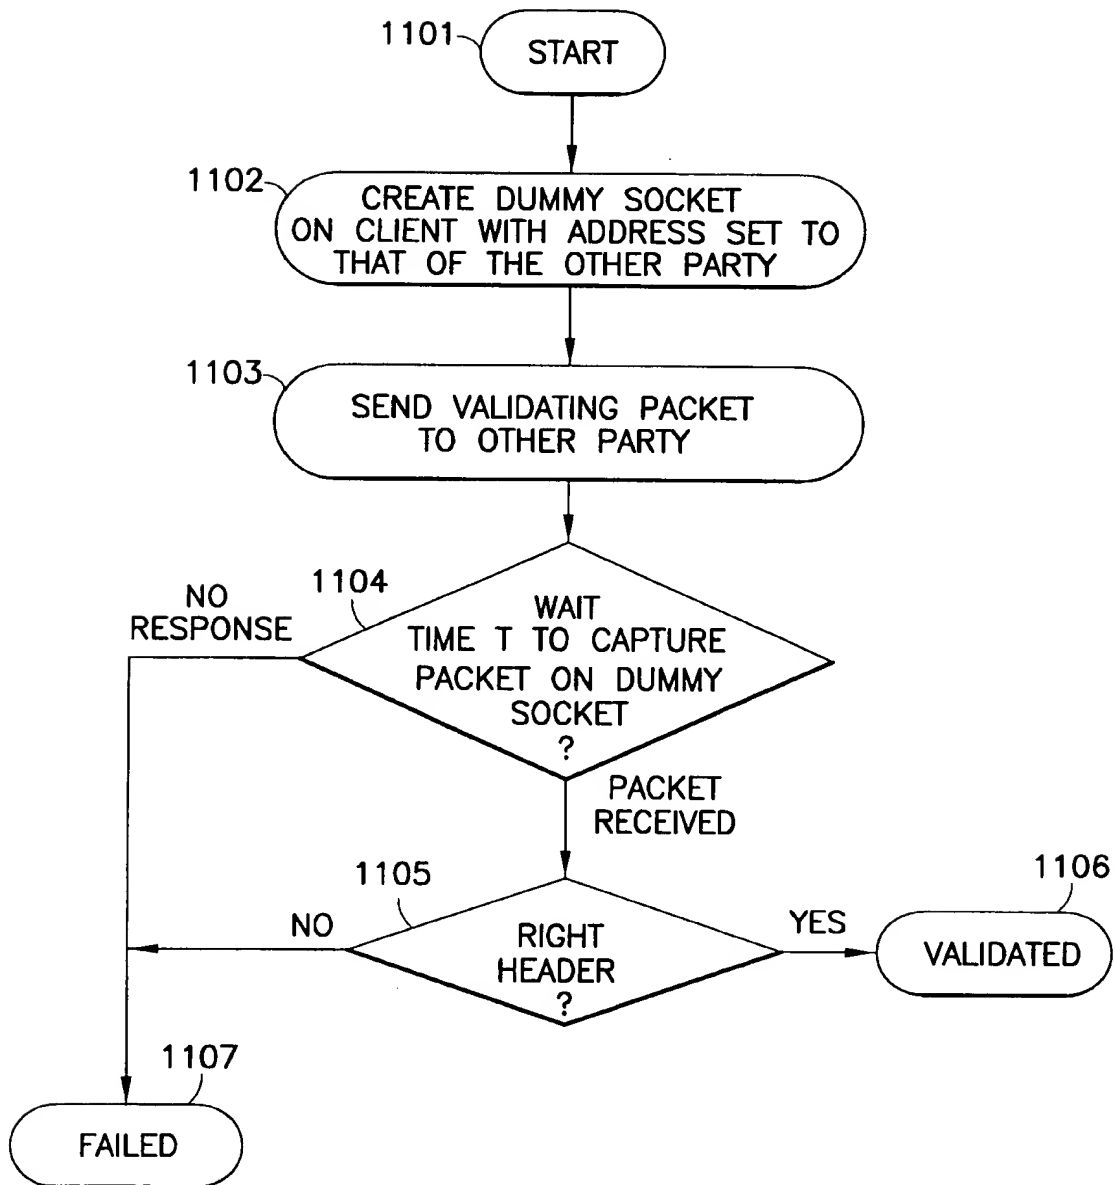 1101
START
1102
CREATE DUMMY SOCKET
ON CLIENT WITH ADDRESS SET TO
THAT OF THE OTHER PARTY
1103
SEND VALIDATING PACKET
TO OTHER PARTY
1104
NO
RESPONSE
WAIT
TIME T TO CAPTURE
PACKET ON DUMMY
SOCKET
?
PACKET
RECEIVED
1105
NO
RIGHT
HEADER
?
YES
1106
VALIDATED
1107
FAILED